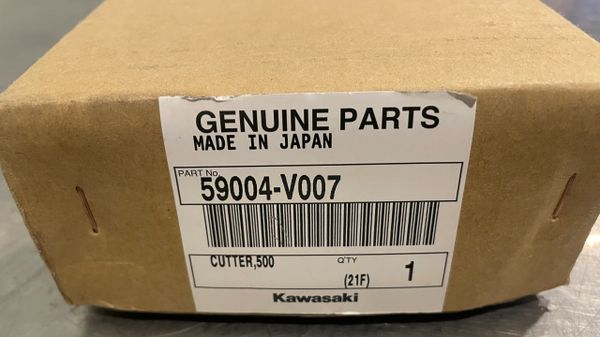 GENUINE PARTS
MADE IN JAPAN
PART No.
59004-V007
CUTTER,500 Q'TY
(21F) 1
Kawasaki